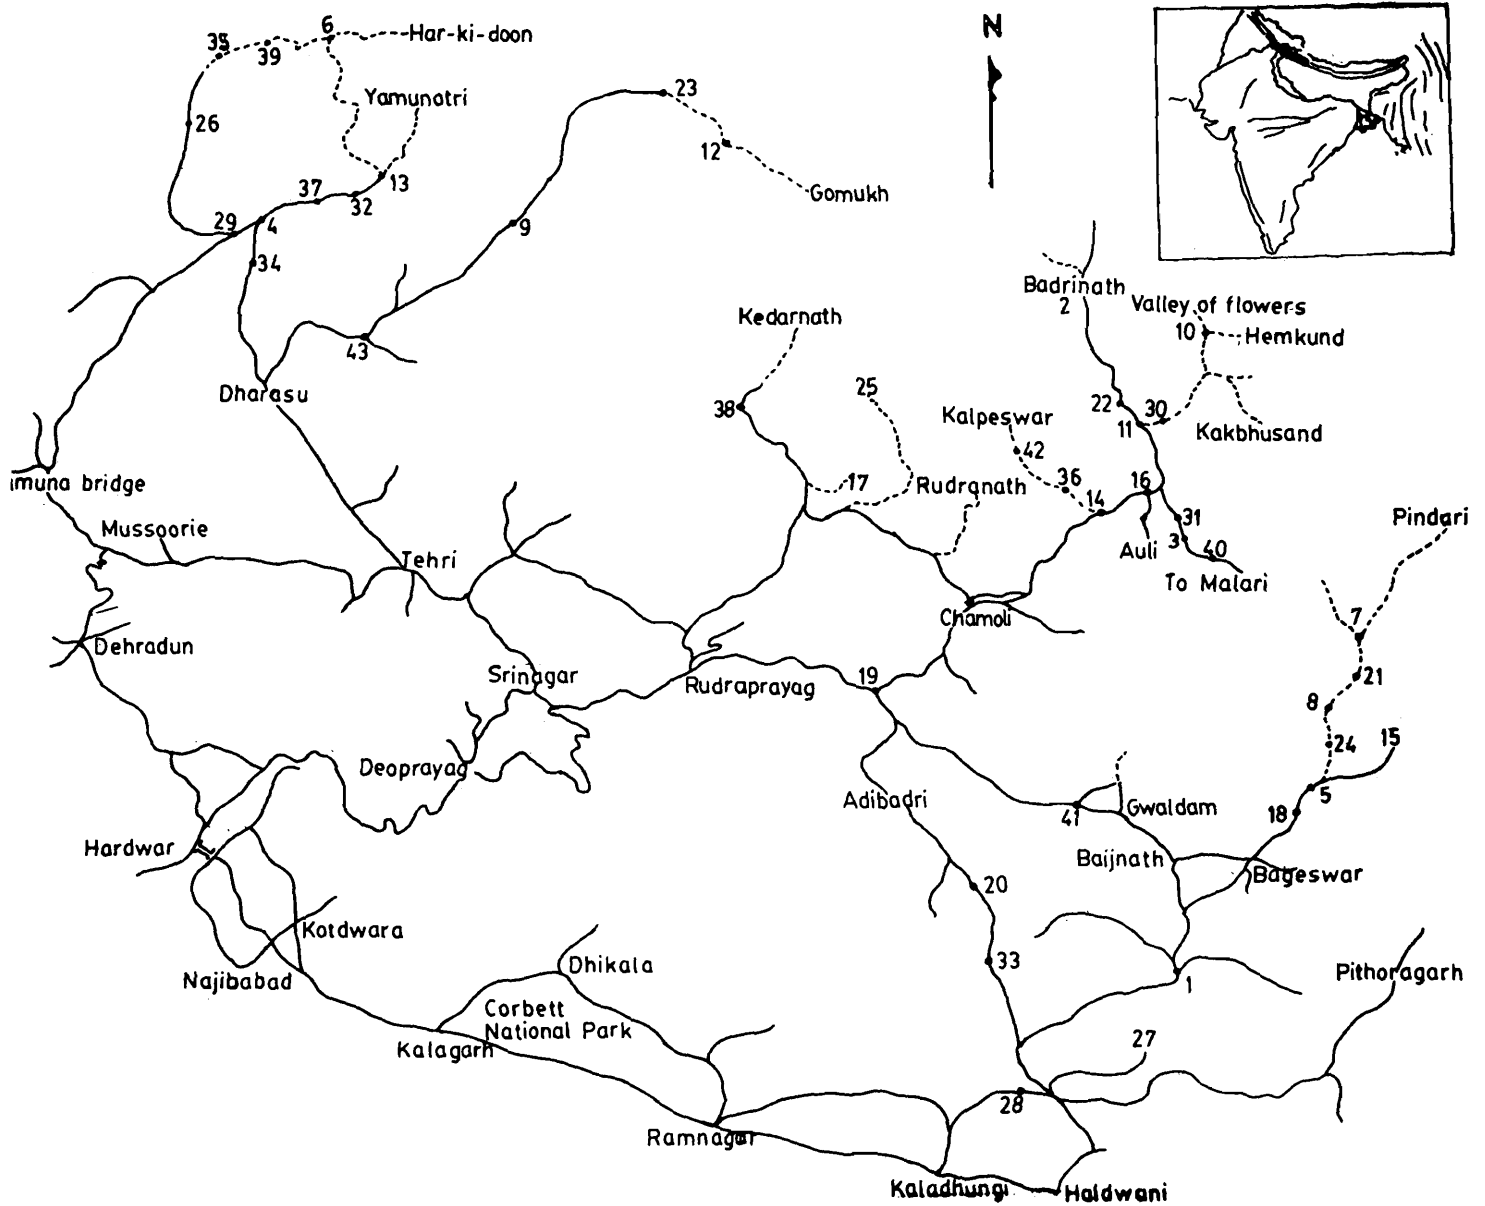 N
6
35
39
Har-ki-doon
Yamunotri
26
23
12
Gomukh
13
37
32
29
4
9
34
43
Dharasu
Badrinath
2
Valley of flowers
10
Hemkund
Kedarnath
25
38
22
30
11
Kakbhusand
Kalpeswar
42
36
14
16
17
Rudranath
imuna bridge
Mussoorie
Tehri
31
3
40
Auli
To Malari
Pindari
Chamoli
Dehradun
Srinagar
Rudraprayag
19
7
21
8
24
15
5
18
Deoprayag
Adibadri
41
Gwaldam
Hardwar
Baijnath
Bageswar
20
Kotdwara
Najibabad
Dhikala
33
1
Pithoragarh
Corbett
National Park
Kalagarh
27
28
Ramnagar
Kaladhungi
Haldwani